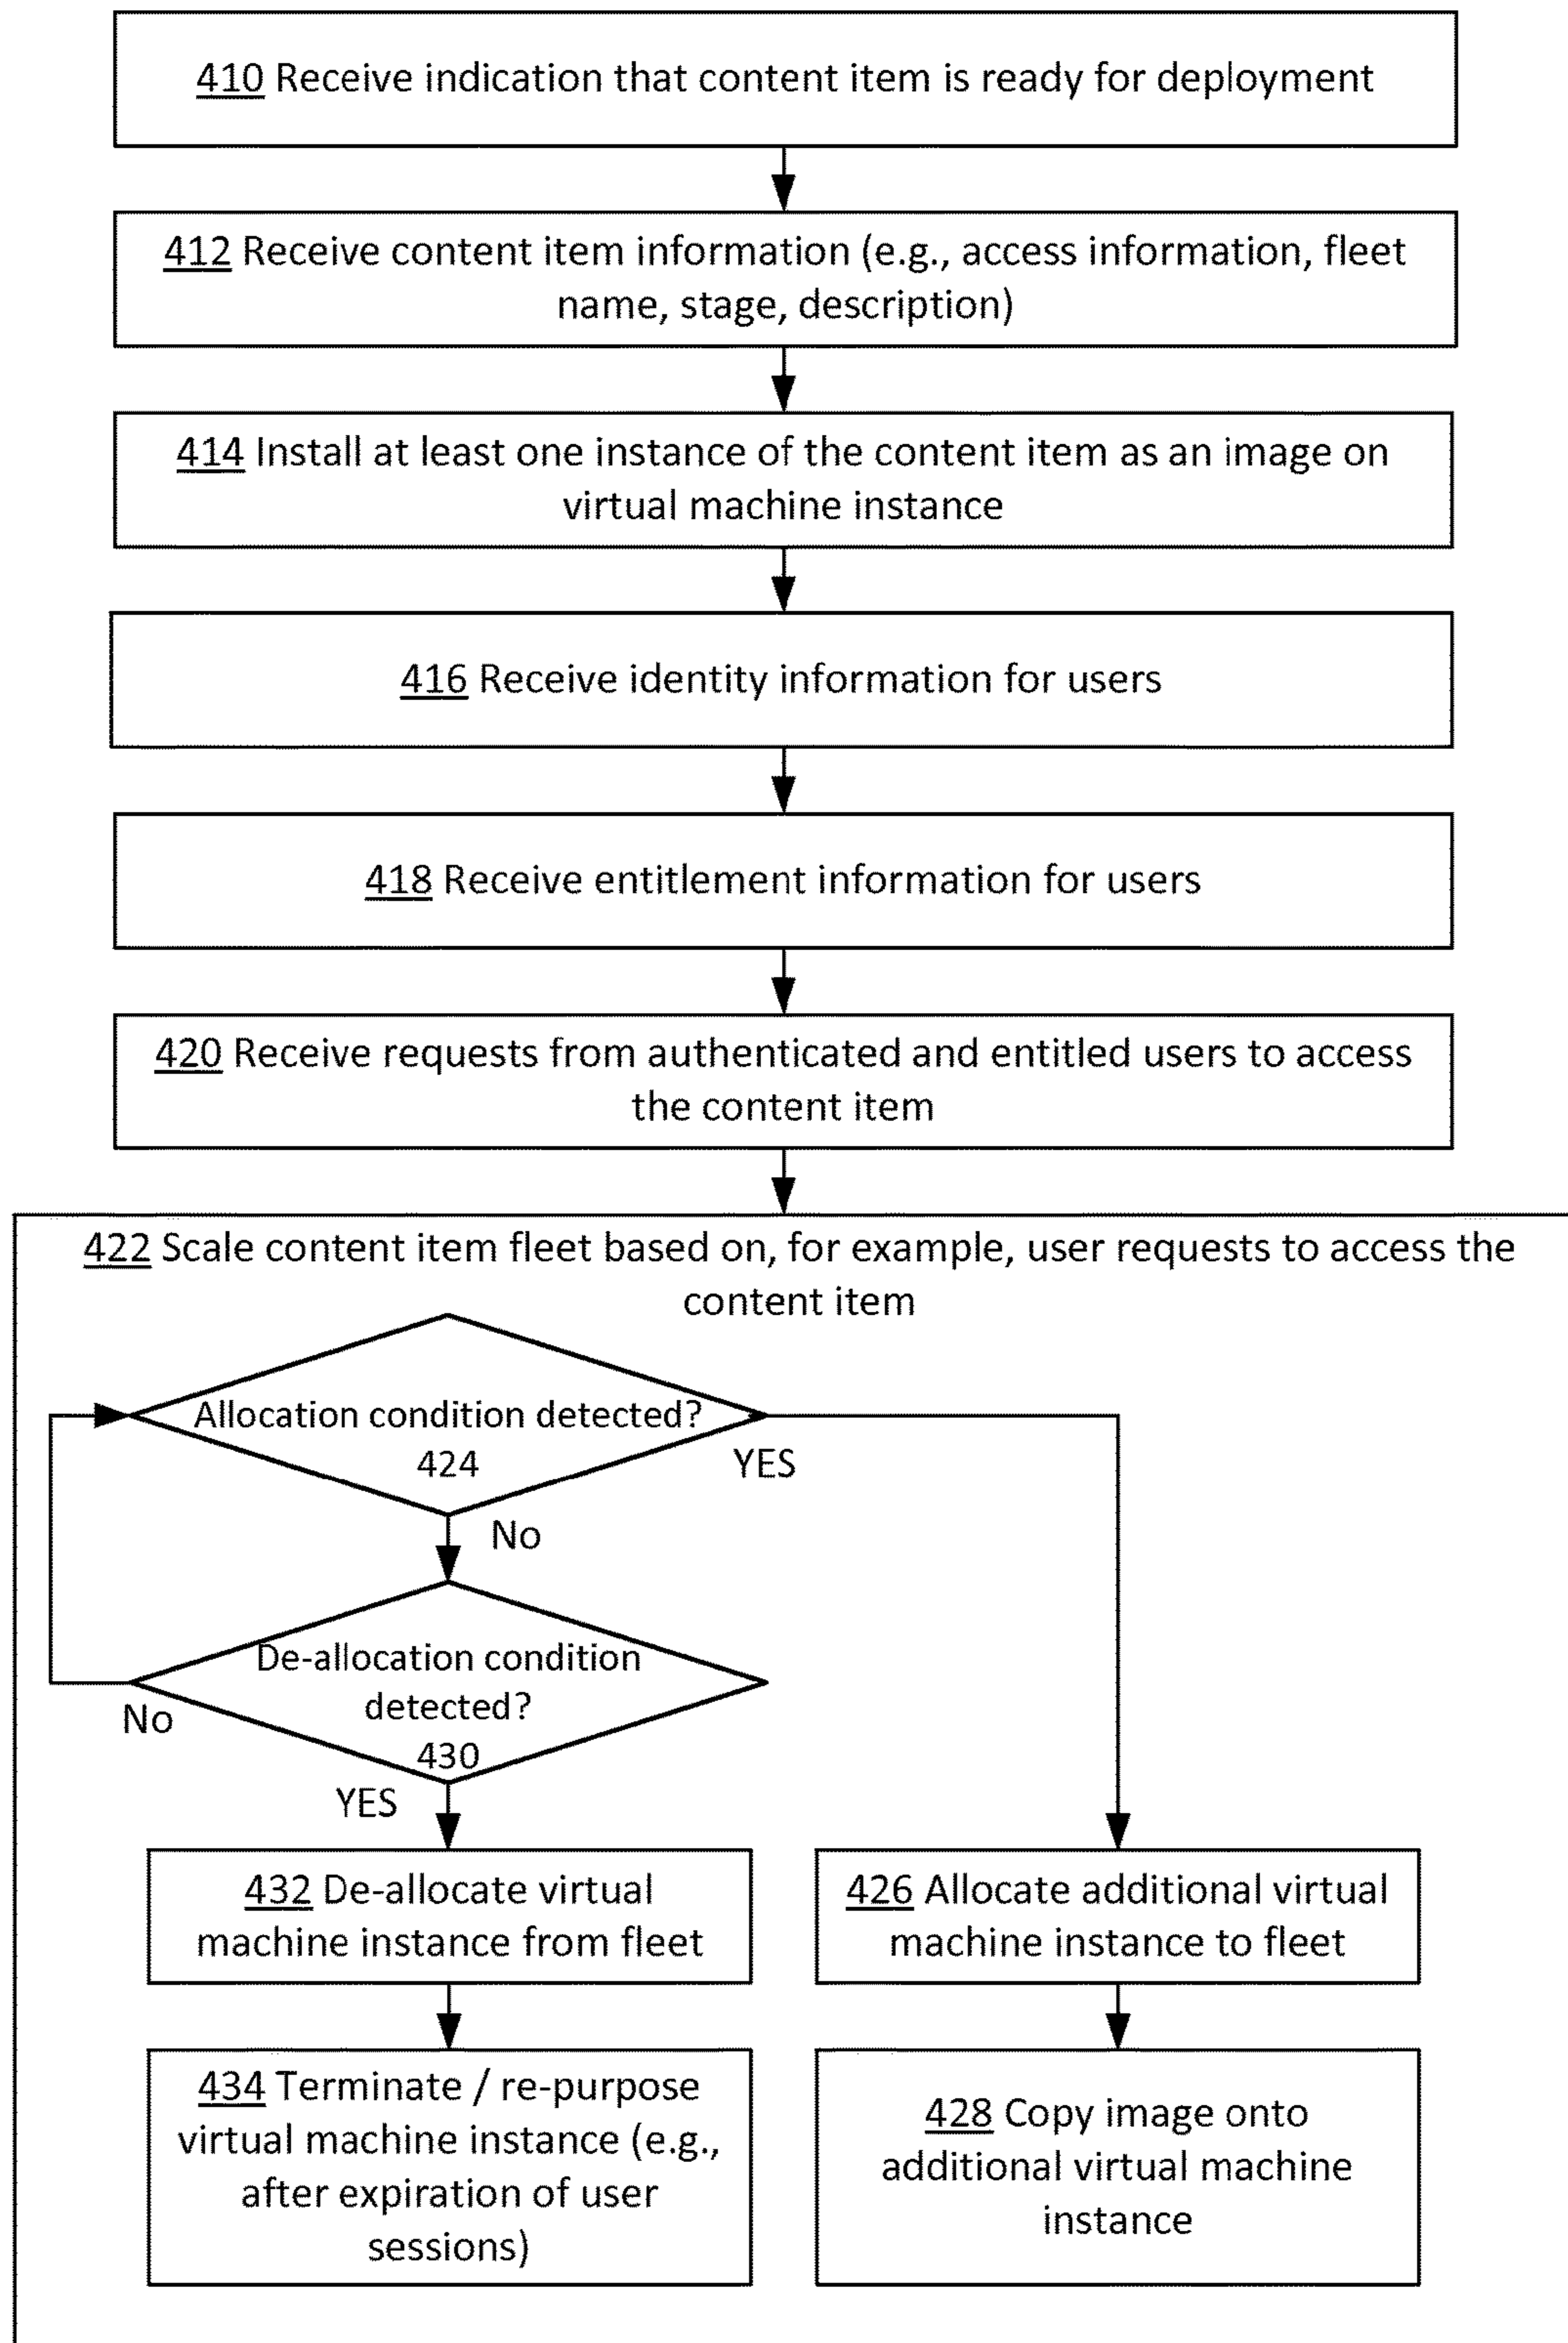 410 Receive indication that content item is ready for deployment
412 Receive content item information (e.g., access information, fleet
name, stage, description)
414 Install at least one instance of the content item as an image on
virtual machine instance
416 Receive identity information for users
418 Receive entitlement information for users
420 Receive requests from authenticated and entitled users to access
the content item
422 Scale content item fleet based on, for example, user requests to access the
content item
Allocation condition detected?
424
YES
No
De-allocation condition
detected?
430
No
YES
432 De-allocate virtual
machine instance from fleet
426 Allocate additional virtual
machine instance to fleet
434 Terminate / re-purpose
virtual machine instance (e.g.,
after expiration of user
sessions)
428 Copy image onto
additional virtual machine
instance